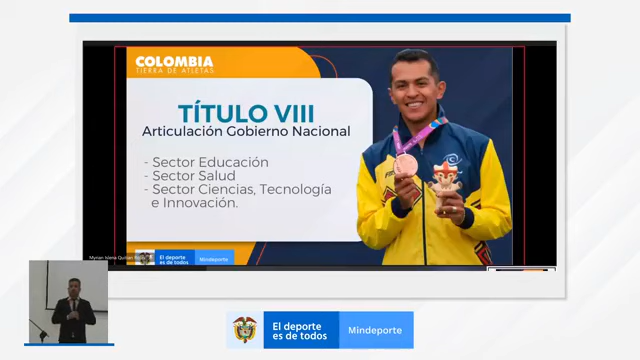 COLOMBIA
TIERRA DE ATLETAS
TÍTULO VIII
Articulación Gobierno Nacional
- Sector Educación
- Sector Salud
- Sector Ciencias, Tecnología
e Innovación.
El deporte
es de todos
Mindeporte
El deporte
es de todos
Mindeporte